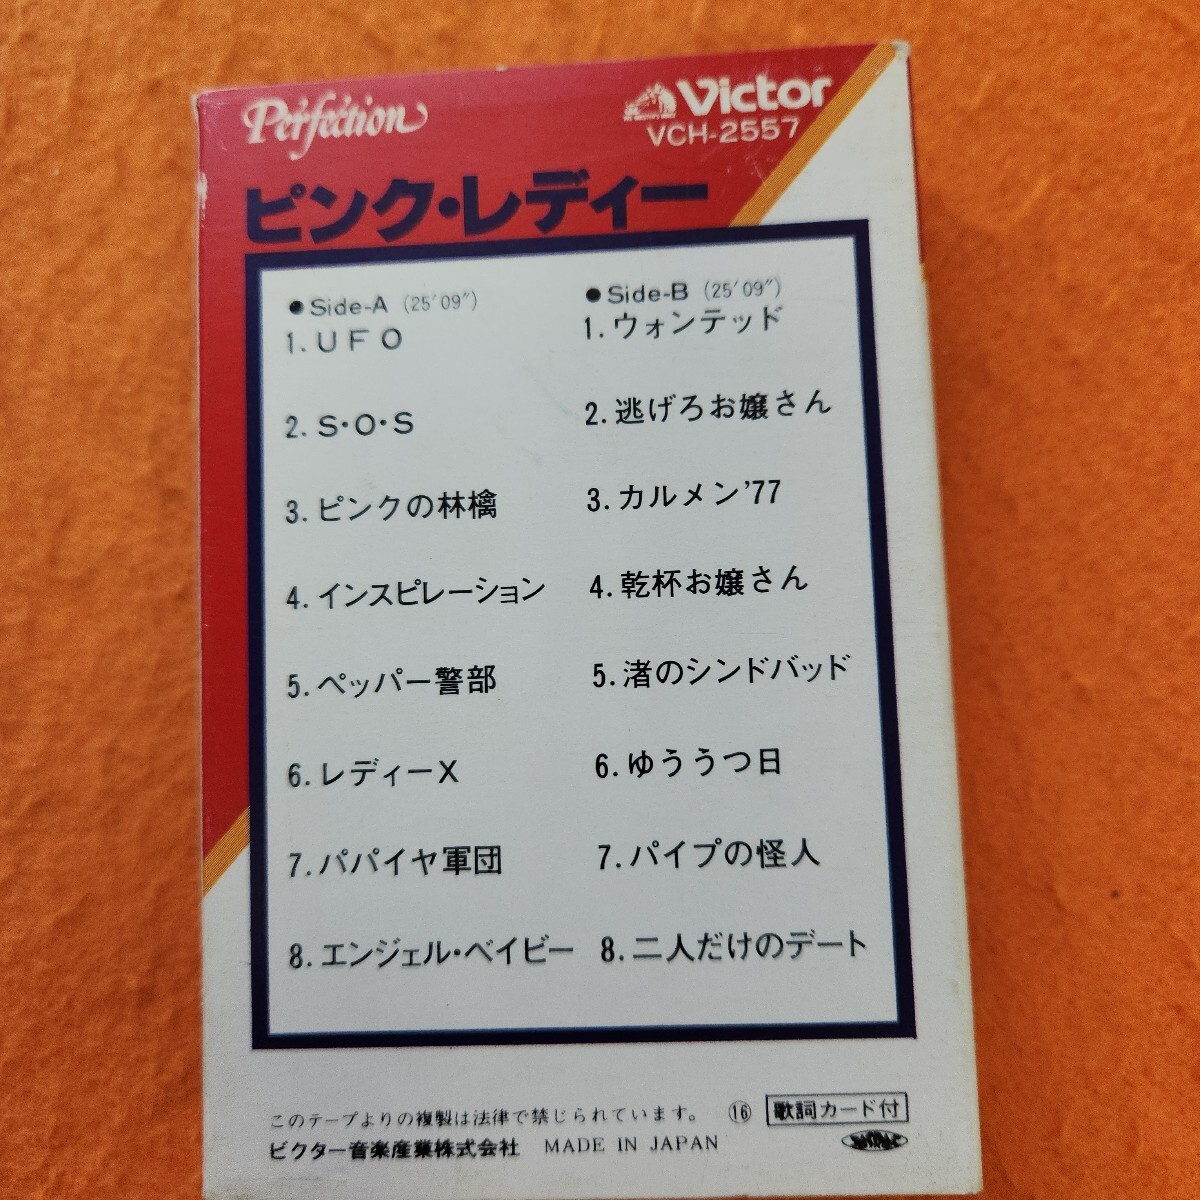 Perfection
Victor
VCH-2557
ピンク・レディー
●Side-A (25′09″)
1. UFO
2. S・O・S
3. ピンクの林檎
4. インスピレーション
5. ペッパー警部
6. レディーX
7. パパイヤ軍団
8. エンジェル・ベイビー
●Side-B (25′09″)
1. ウォンテッド
2. 逃げろお嬢さん
3. カルメン'77
4. 乾杯お嬢さん
5. 渚のシンドバッド
6. ゆううつ日
7. パイプの怪人
8. 二人だけのデート
このテープよりの複製は法律で禁じられています。 ⑯ 歌詞カード付
ビクター音楽産業株式会社 MADE IN JAPAN